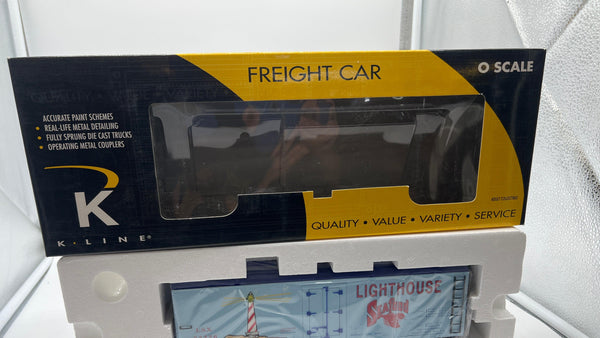 FREIGHT CAR
O SCALE
ACCURATE PAINT SCHEMES
• REAL-LIFE METAL DETAILING
• FULLY SPRUNG DIE CAST TRUCKS
• OPERATING METAL COUPLERS
K
K·LINE®
QUALITY • VALUE • VARIETY • SERVICE
LIGHTHOUSE